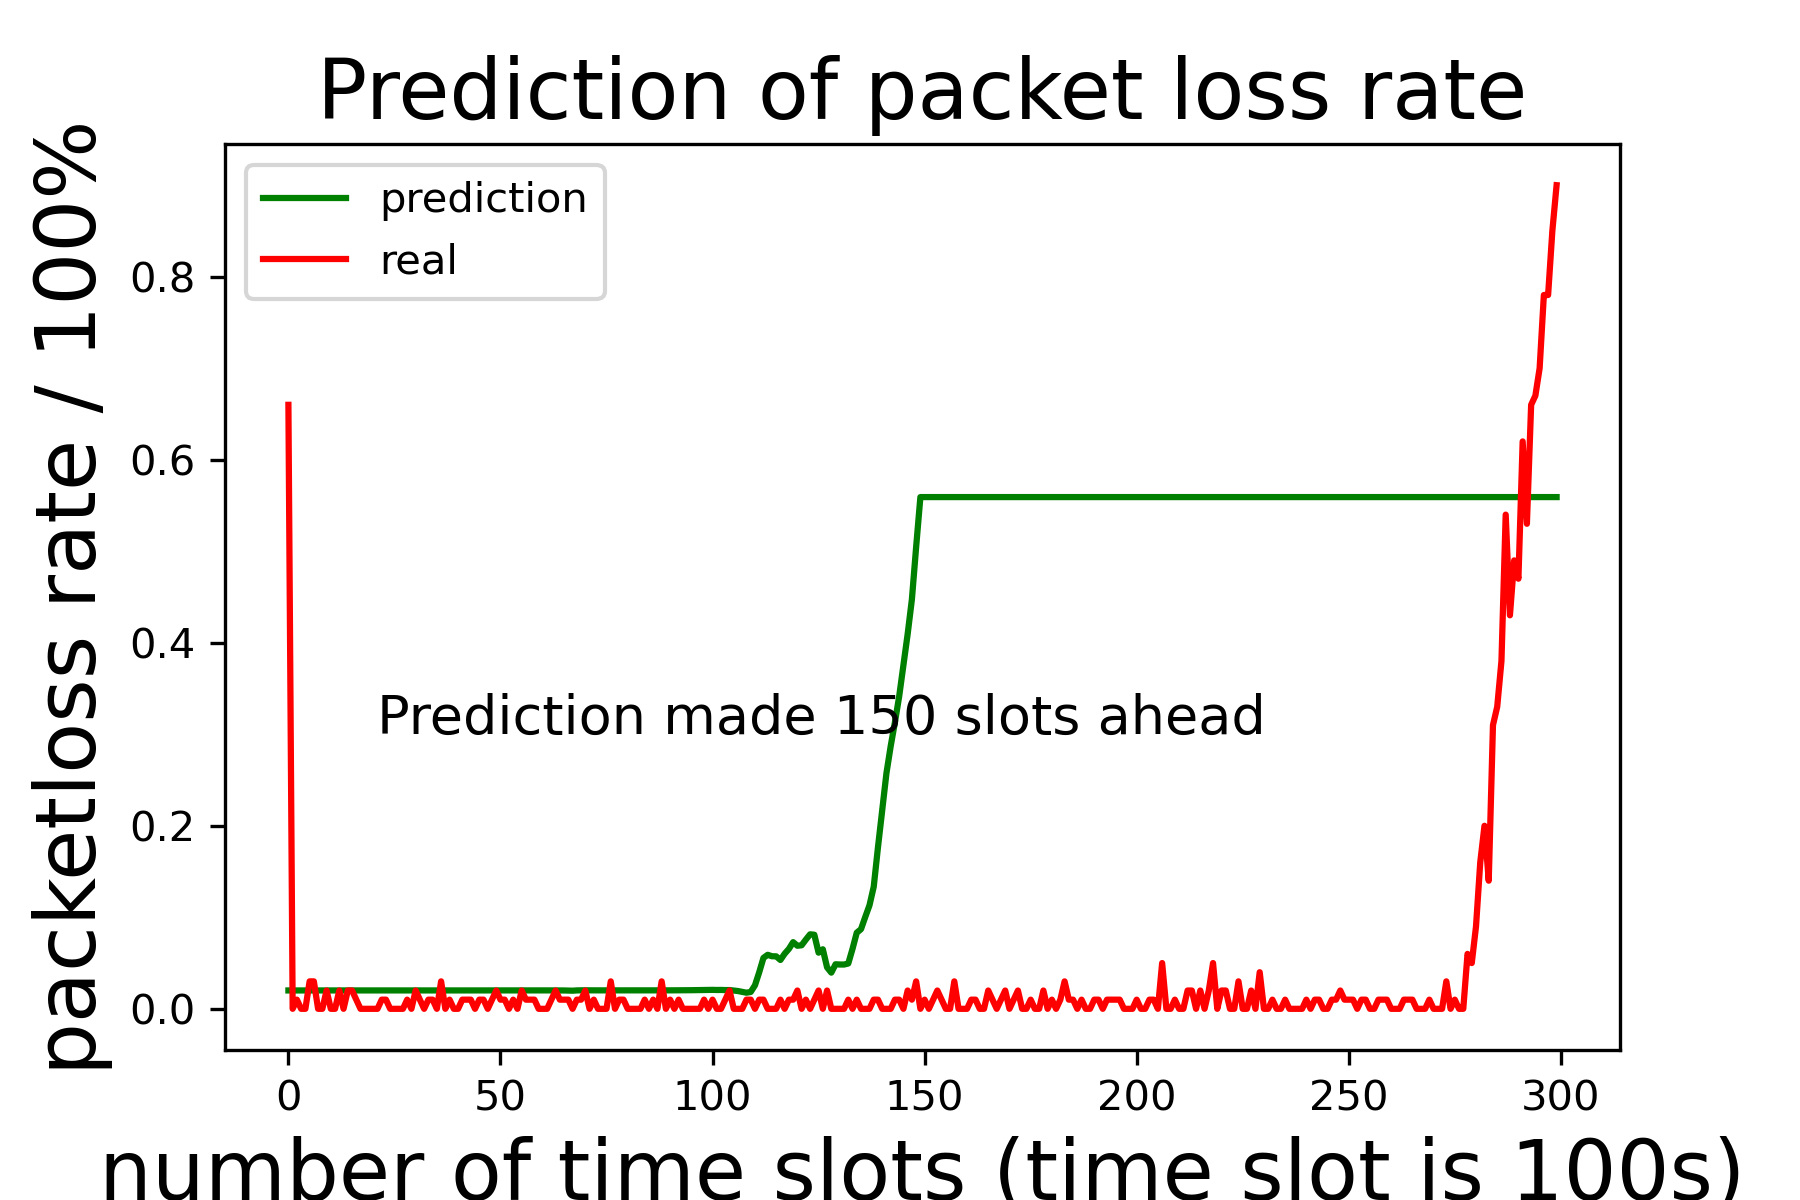 Prediction of packet loss rate
packetloss rate / 100%
prediction
real
0.8
0.6
0.4
0.2
0.0
Prediction made 150 slots ahead
0 50 100 150 200 250 300
number of time slots (time slot is 100s)